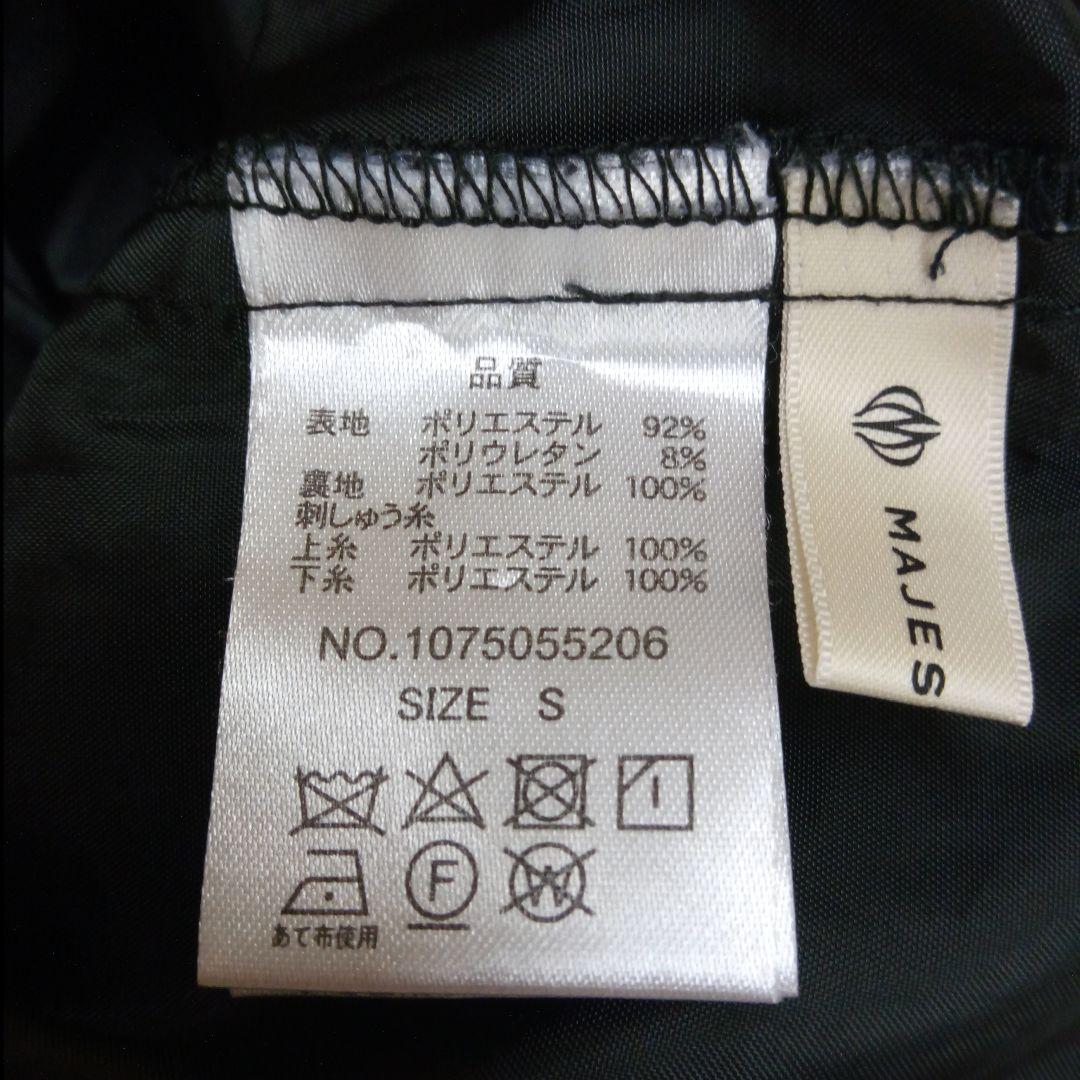 品質
表地 ポリエステル 92%
ポリウレタン 8%
裏地 ポリエステル 100%
刺しゅう糸
上糸 ポリエステル 100%
下糸 ポリエステル 100%
NO.1075055206
SIZE S
F
W
あて布使用
MAJES